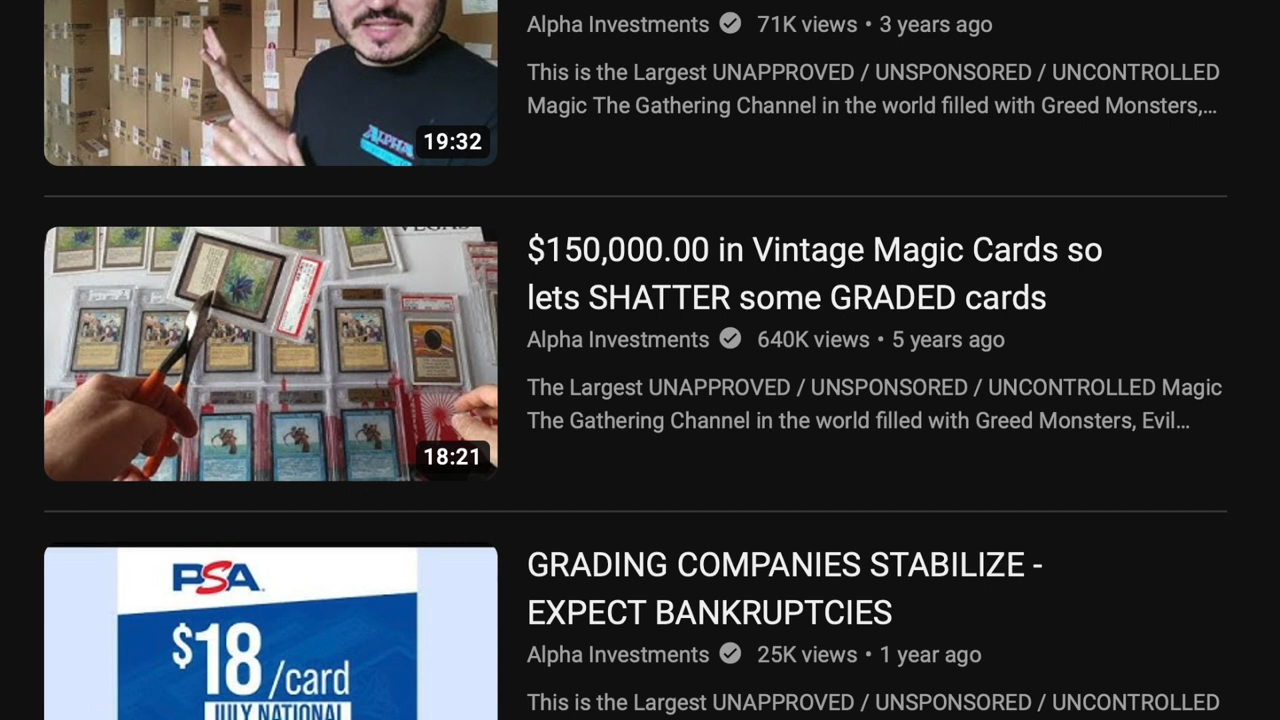 Alpha Investments 71K views • 3 years ago
This is the Largest UNAPPROVED / UNSPONSORED / UNCONTROLLED
Magic The Gathering Channel in the world filled with Greed Monsters,...
ALPHA
19:32
$150,000.00 in Vintage Magic Cards so
lets SHATTER some GRADED cards
Alpha Investments 640K views • 5 years ago
The Largest UNAPPROVED / UNSPONSORED / UNCONTROLLED Magic
The Gathering Channel in the world filled with Greed Monsters, Evil...
18:21
GRADING COMPANIES STABILIZE -
EXPECT BANKRUPTCIES
Alpha Investments 25K views • 1 year ago
This is the Largest UNAPPROVED / UNSPONSORED / UNCONTROLLED
PSA
$18 /card
JULY NATIONAL